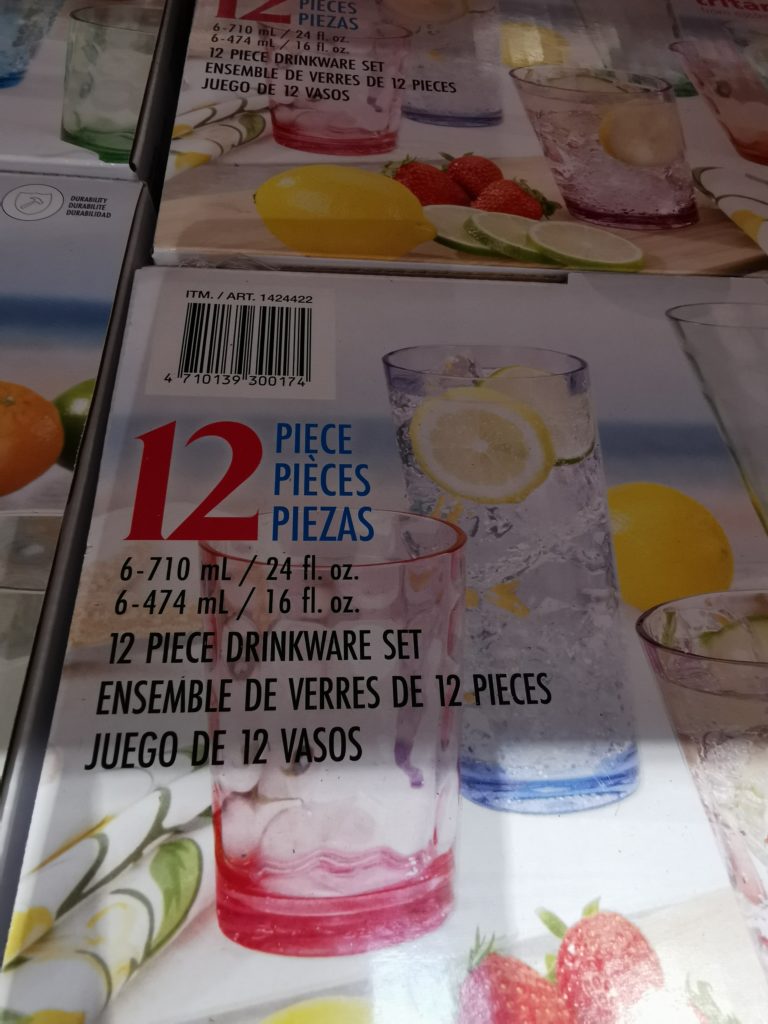 12 PIECES
PIEZAS
6-710 mL / 24 fl. oz.
6-474 mL / 16 fl. oz.
12 PIECE DRINKWARE SET
ENSEMBLE DE VERRES DE 12 PIECES
JUEGO DE 12 VASOS
tritan
DURABILITY
DURABILITÉ
DURABILIDAD
ITM. / ART. 1424422
4 710139 300174
12 PIECE
PIÈCES
PIEZAS
6-710 mL / 24 fl. oz.
6-474 mL / 16 fl. oz.
12 PIECE DRINKWARE SET
ENSEMBLE DE VERRES DE 12 PIECES
JUEGO DE 12 VASOS